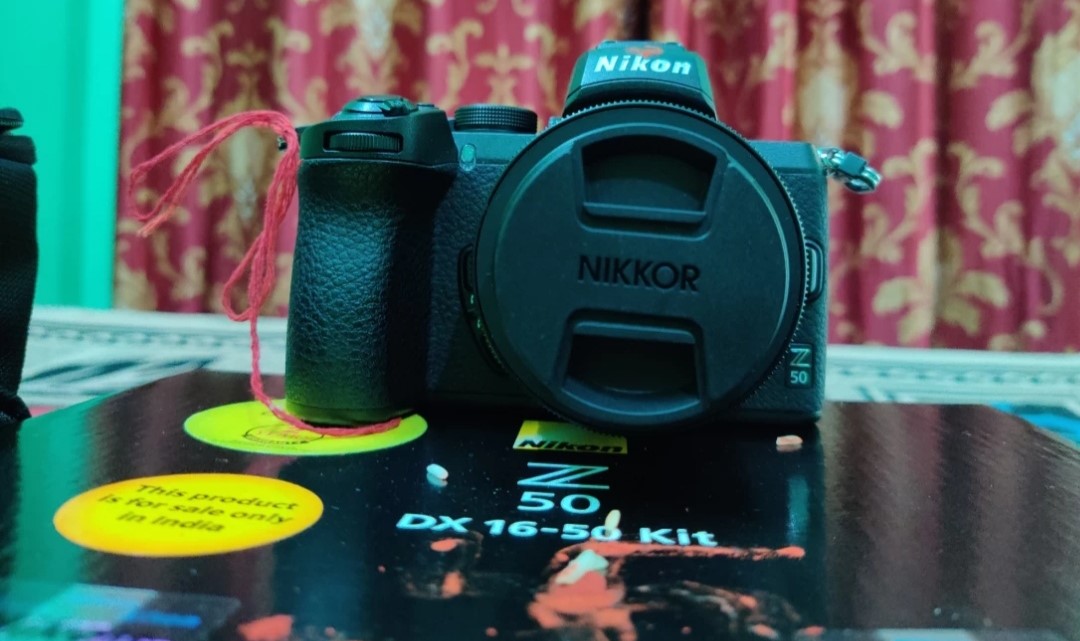 Nikon
NIKKOR
Z
50
Nikon
Z
50
DX 16-50 Kit
This product
is for sale only
in India